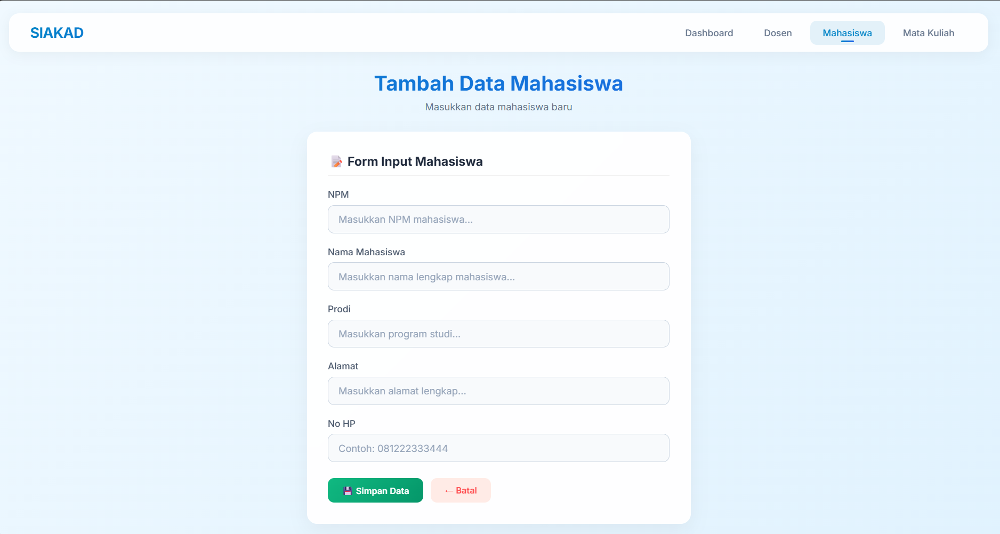 SIAKAD
Dashboard
Dosen
Mahasiswa
Mata Kuliah
Tambah Data Mahasiswa
Masukkan data mahasiswa baru
📝 Form Input Mahasiswa
NPM
Masukkan NPM mahasiswa...
Nama Mahasiswa
Masukkan nama lengkap mahasiswa...
Prodi
Masukkan program studi...
Alamat
Masukkan alamat lengkap...
No HP
Contoh: 081222333444
💾 Simpan Data
← Batal